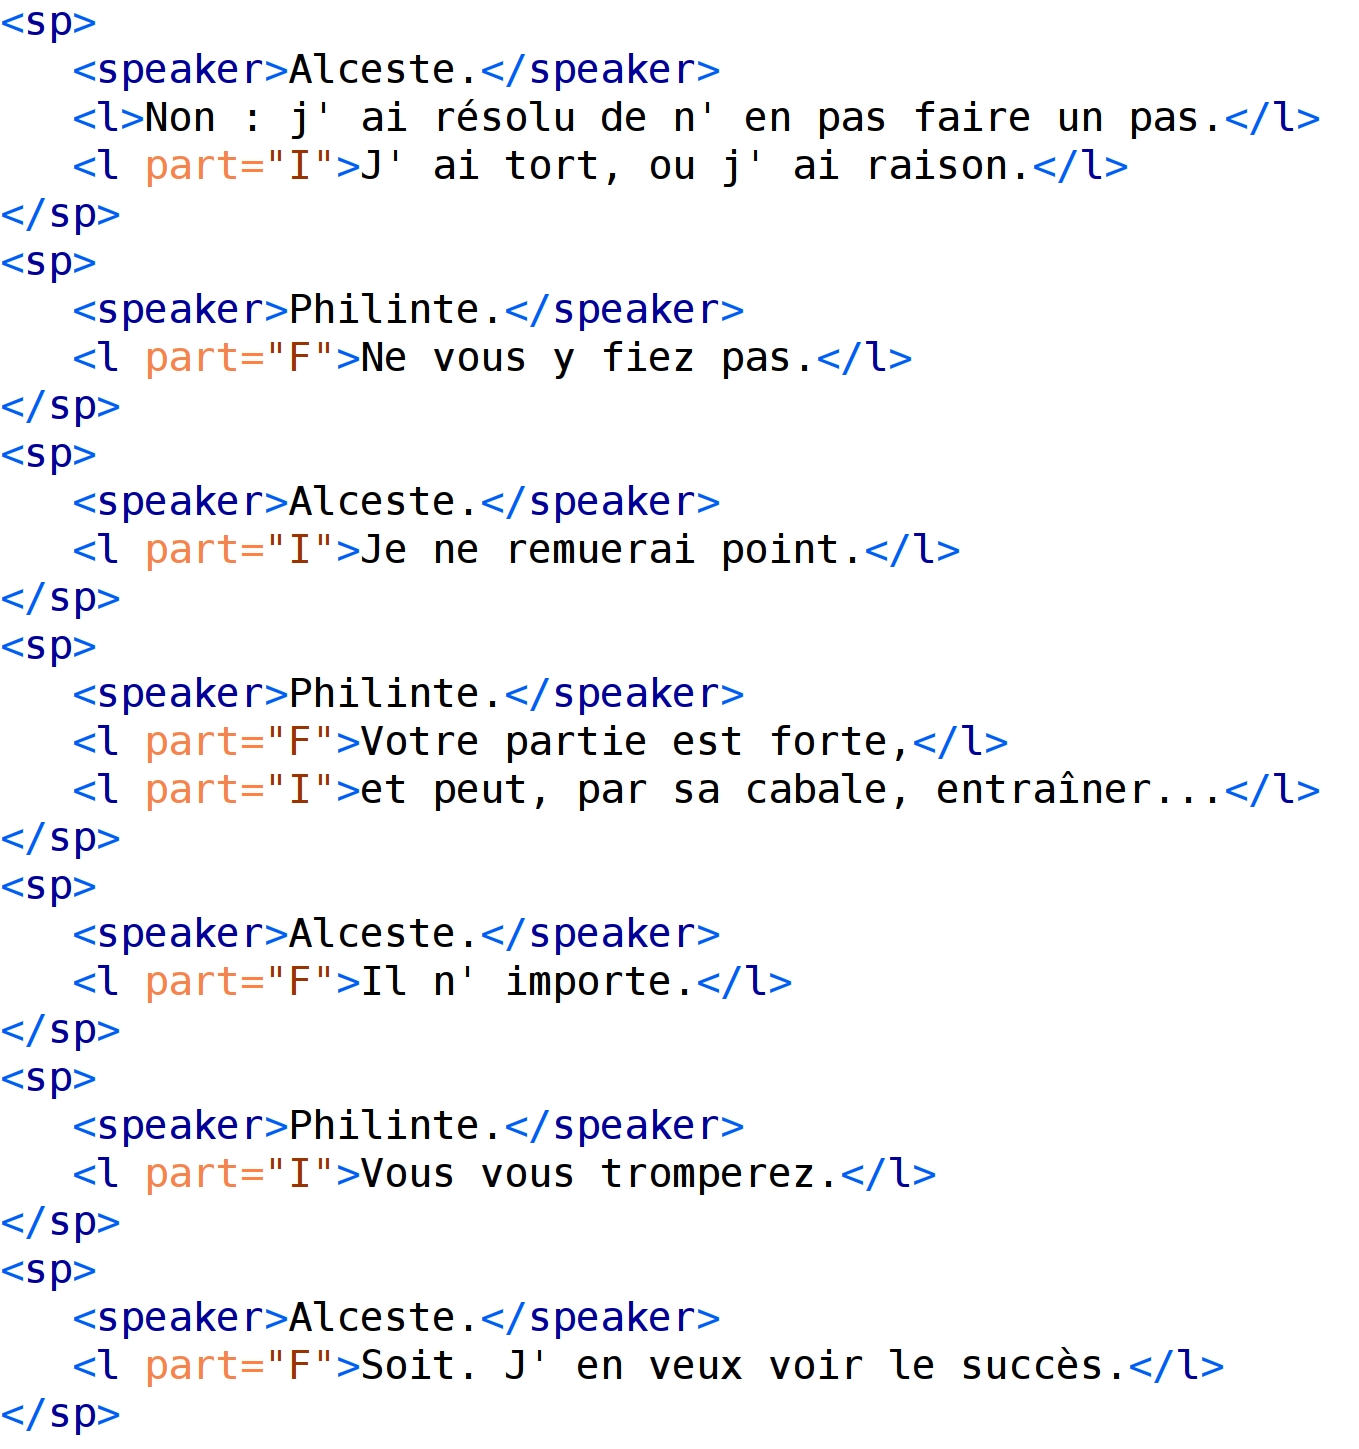 <sp>
   <speaker>Alceste.</speaker>
   <l>Non : j' ai résolu de n' en pas faire un pas.</l>
   <l part="I">J' ai tort, ou j' ai raison.</l>
</sp>
<sp>
   <speaker>Philinte.</speaker>
   <l part="F">Ne vous y fiez pas.</l>
</sp>
<sp>
   <speaker>Alceste.</speaker>
   <l part="I">Je ne remuerai point.</l>
</sp>
<sp>
   <speaker>Philinte.</speaker>
   <l part="F">Votre partie est forte,</l>
   <l part="I">et peut, par sa cabale, entraîner...</l>
</sp>
<sp>
   <speaker>Alceste.</speaker>
   <l part="F">Il n' importe.</l>
</sp>
<sp>
   <speaker>Philinte.</speaker>
   <l part="I">Vous vous tromperez.</l>
</sp>
<sp>
   <speaker>Alceste.</speaker>
   <l part="F">Soit. J' en veux voir le succès.</l>
</sp>